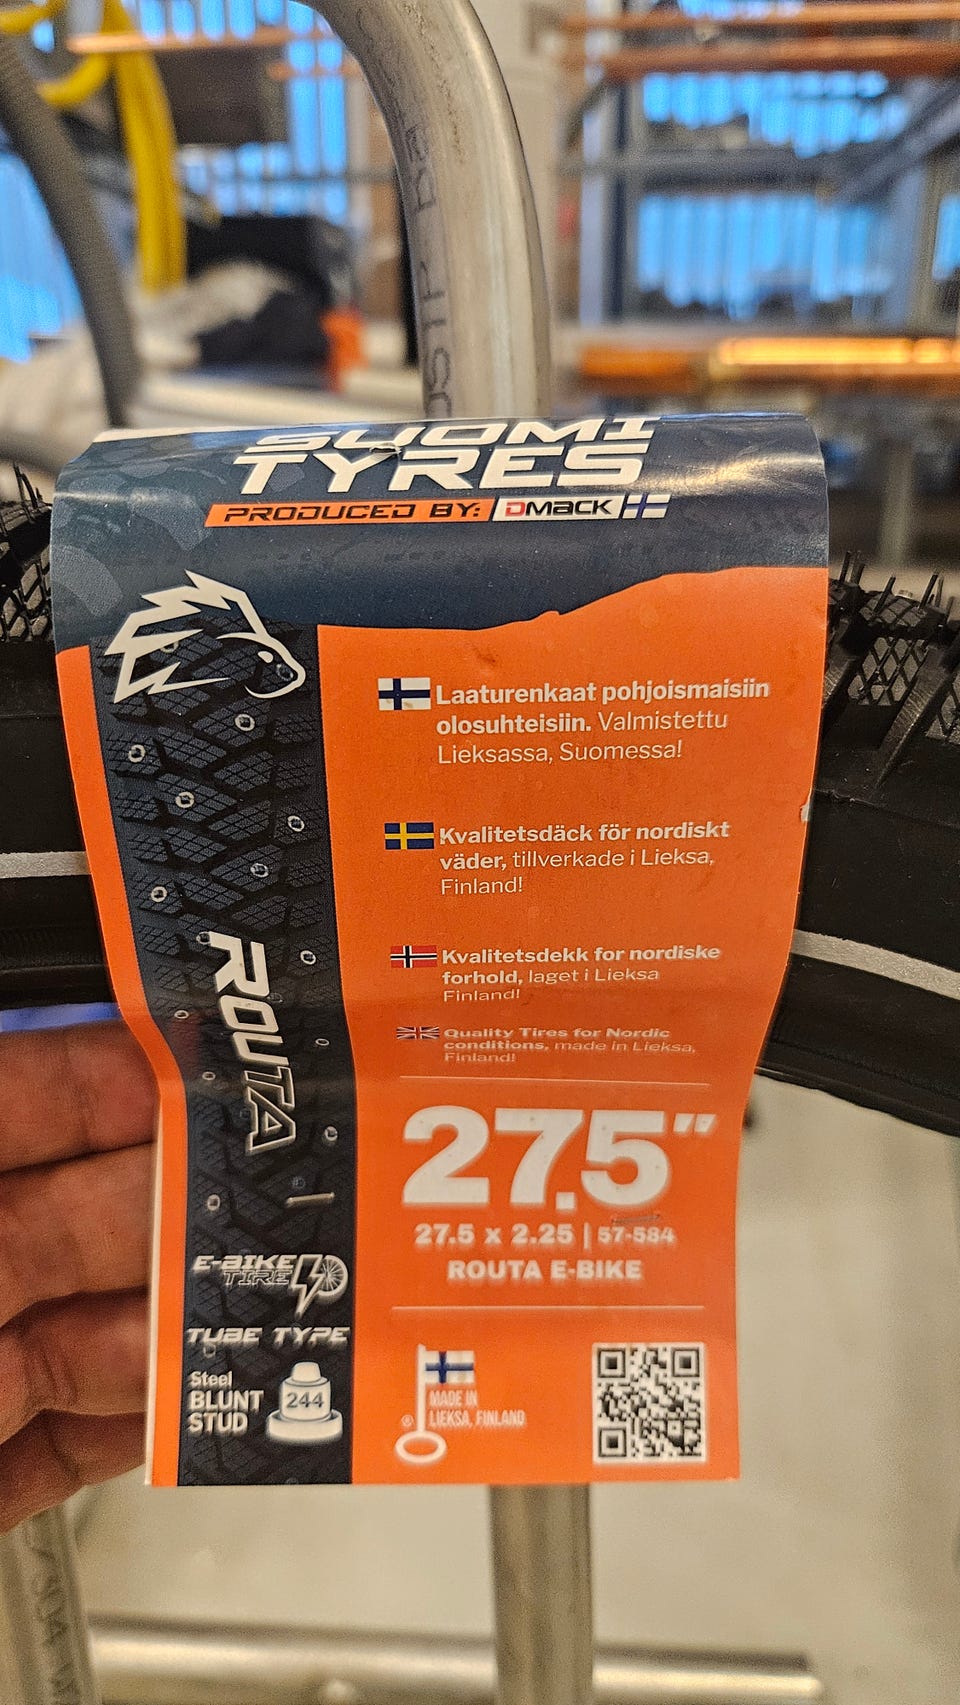 SUOMI
TYRES
PRODUCED BY: DMACK
Laaturenkaat pohjoismaisiin
olosuhteisiin. Valmistettu
Lieksassa, Suomessa!
Kvalitetsdäck för nordiskt
väder, tillverkade i Lieksa,
Finland!
Kvalitetsdekk for nordiske
forhold, laget i Lieksa
Finland!
Quality Tires for Nordic
conditions, made in Lieksa,
Finland!
ROUTA
27.5"
27.5 x 2.25 | 57-584
ROUTA E-BIKE
E-BIKE
TIRE
TUBE TYPE
Steel
BLUNT
STUD
244
MADE IN
LIEKSA, FINLAND
®